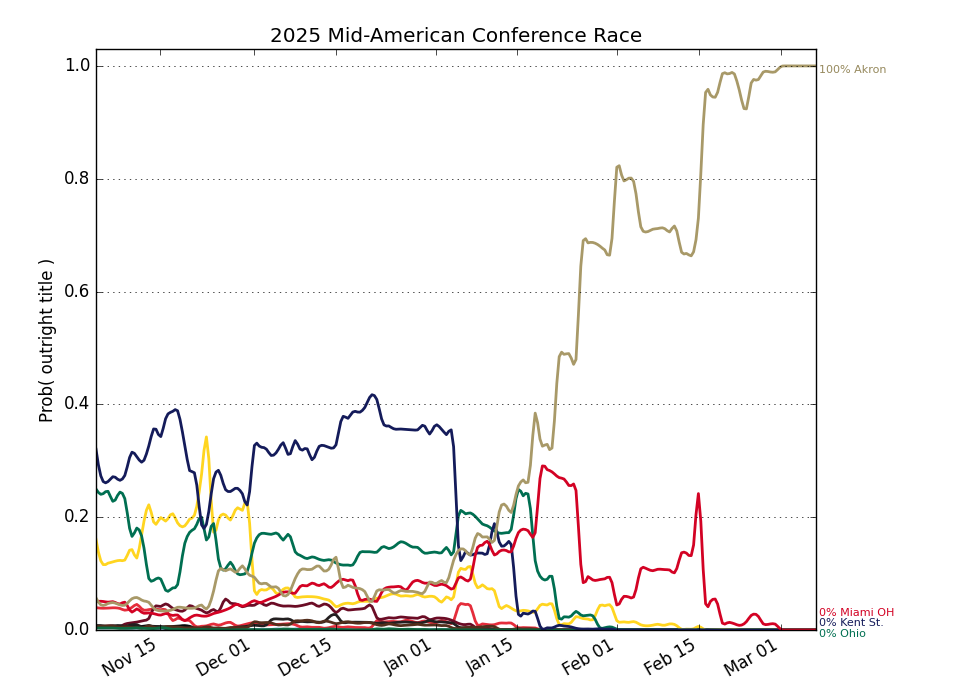 2025 Mid-American Conference Race
Prob( outright title )
1.0
0.8
0.6
0.4
0.2
0.0
Nov 15
Dec 01
Dec 15
Jan 01
Jan 15
Feb 01
Feb 15
Mar 01
100% Akron
0% Miami OH
0% Kent St.
0% Ohio